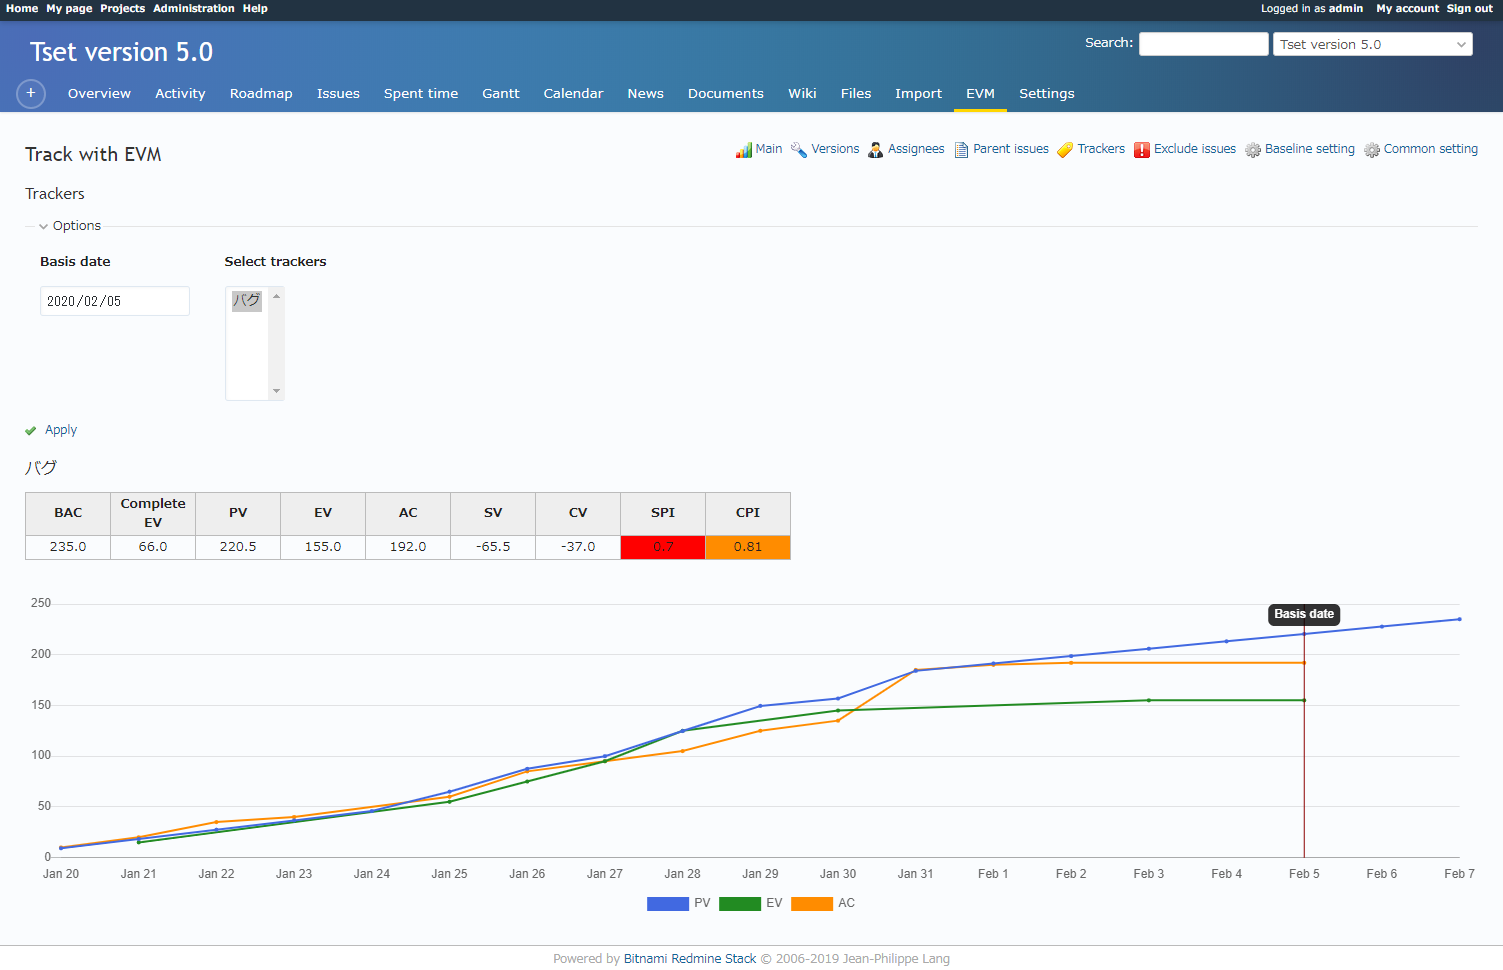 Home My page Projects Administration Help
Logged in as admin My account Sign out
Tset version 5.0
Search: Tset version 5.0
+ Overview Activity Roadmap Issues Spent time Gantt Calendar News Documents Wiki Files Import EVM Settings
Track with EVM
Main Versions Assignees Parent issues Trackers Exclude issues Baseline setting Common setting
Trackers
Options
Basis date Select trackers
2020/02/05 バグ
Apply
バグ
BAC Complete EV PV EV AC SV CV SPI CPI
235.0 66.0 220.5 155.0 192.0 -65.5 -37.0 0.7 0.81
250
Basis date
200
150
100
50
0
Jan 20 Jan 21 Jan 22 Jan 23 Jan 24 Jan 25 Jan 26 Jan 27 Jan 28 Jan 29 Jan 30 Jan 31 Feb 1 Feb 2 Feb 3 Feb 4 Feb 5 Feb 6 Feb 7
PV EV AC
Powered by Bitnami Redmine Stack © 2006-2019 Jean-Philippe Lang